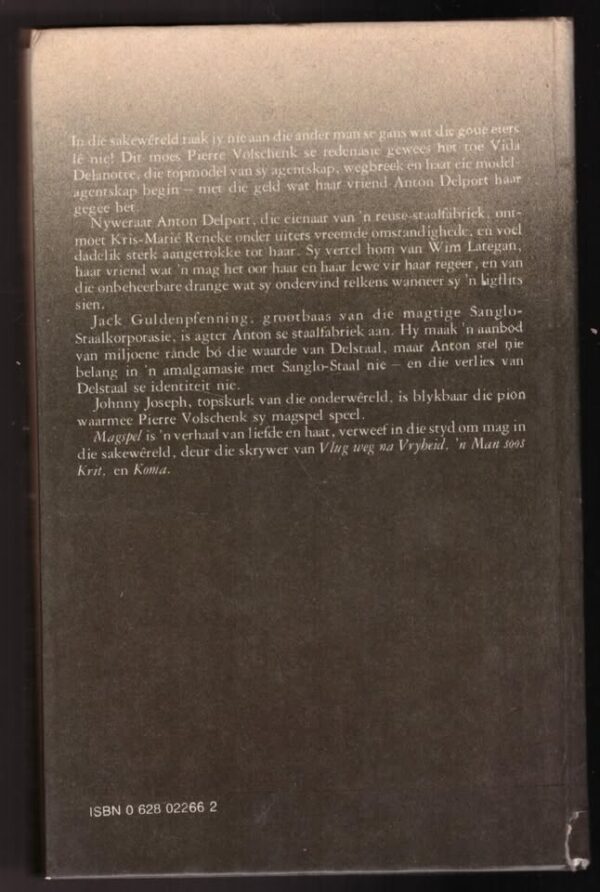 In die sakewêreld raak jy nie aan die ander man se gans wat die goue eiers
lê nie! Dit moes Pierre Volschenk se redenasie gewees het toe Vida
Delanotte, die topmodel van sy agentskap, wegbreek en haar eie model-
agentskap begin – met die geld wat haar vriend Anton Delport haar
gegee het.
Nyweraar Anton Delport, die eienaar van 'n reuse-staalfabriek, ont-
moet Kris-Marié Reneke onder uiters vreemde omstandighede, en voel
dadelik sterk aangetrokke tot haar. Sy vertel hom van Wim Lategan,
haar vriend wat 'n mag het oor haar en haar lewe vir haar regeer, en van
die onbeheerbare drange wat sy ondervind telkens wanneer sy 'n ligflits
sien.
Jack Guldenpfenning, grootbaas van die magtige Sanglo-
Staalkorporasie, is agter Anton se staalfabriek aan. Hy maak 'n aanbod
van miljoene rande bó die waarde van Delstaal, maar Anton stel nie
belang in 'n amalgamasie met Sanglo-Staal nie – en die verlies van
Delstaal se identiteit nie.
Johnny Joseph, topskurk van die onderwêreld, is blykbaar die pion
waarmee Pierre Volschenk sy magspel speel.
Magspel is 'n verhaal van liefde en haat, verweef in die styd om mag in
die sakewêreld, deur die skrywer van Vlug weg na Vryheid, 'n Man soos
Krit, en Koma.
ISBN 0 628 02266 2